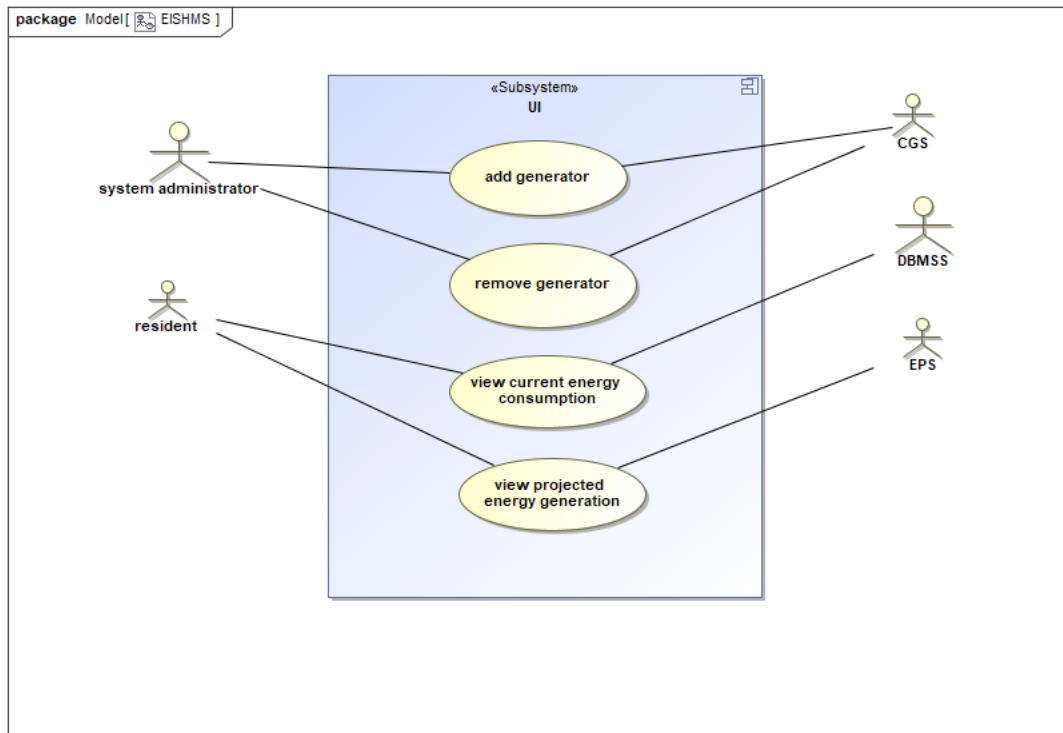 package Model[ EISHMS ]
«Subsystem»
UI
system administrator
resident
add generator
remove generator
view current energy
consumption
view projected
energy generation
CGS
DBMSS
EPS